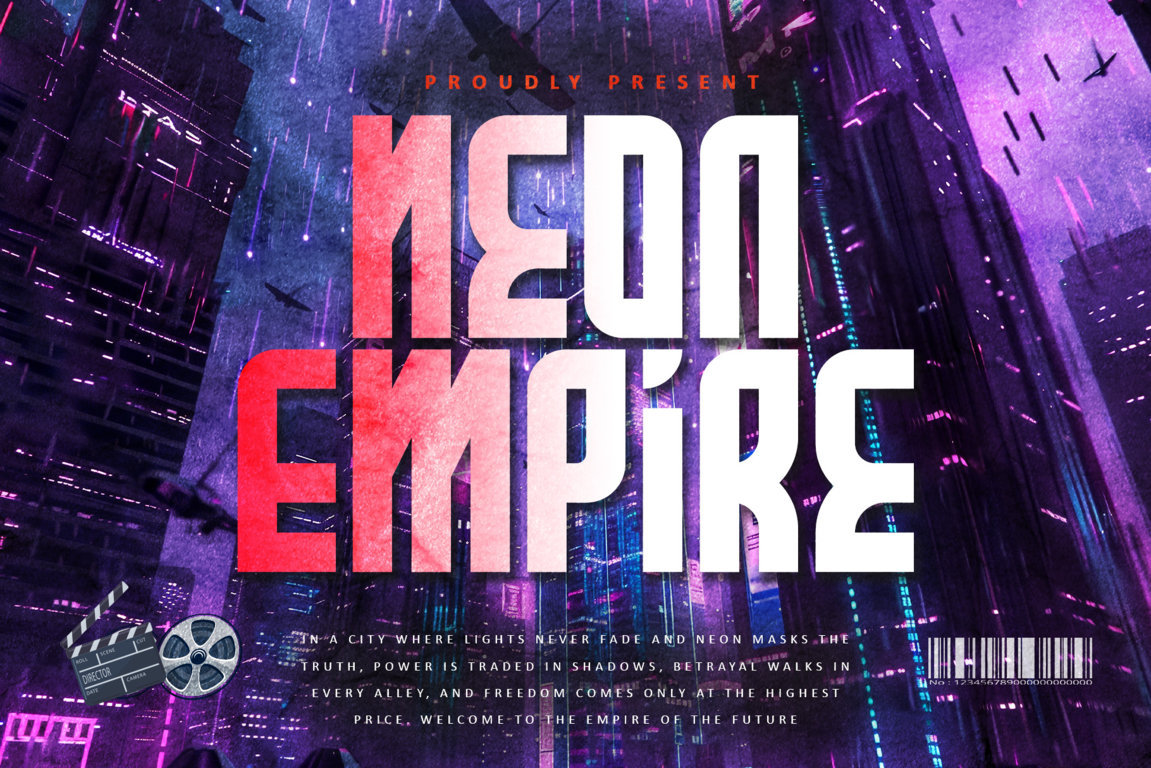 PROUDLY PRESENT
NEON
EMPiRE
IN A CITY WHERE LIGHTS NEVER FADE AND NEON MASKS THE
TRUTH, POWER IS TRADED IN SHADOWS, BETRAYAL WALKS IN
EVERY ALLEY, AND FREEDOM COMES ONLY AT THE HIGHEST
PRICE. WELCOME TO THE EMPIRE OF THE FUTURE
ROLL SCENE CUT
DIRECTOR
DATE CAMERA